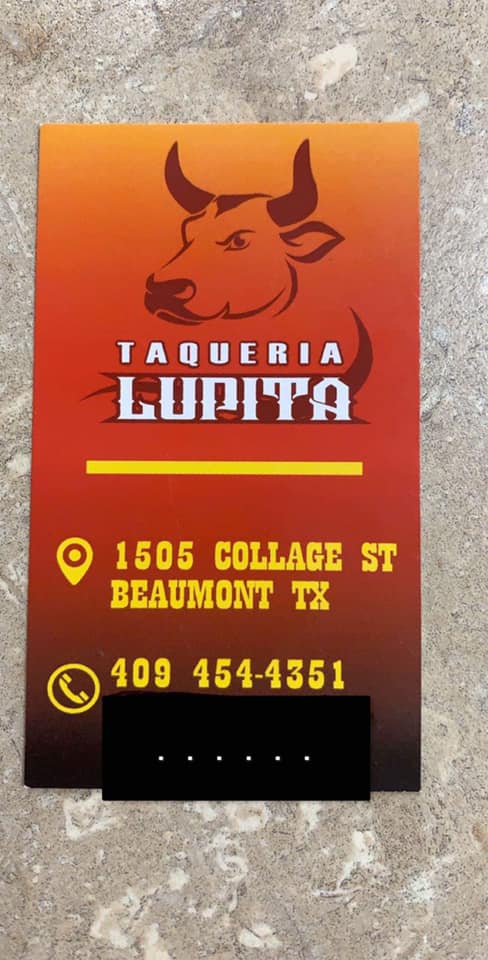 TAQUERIA
LUPITA
1505 COLLAGE ST
BEAUMONT TX
409 454-4351
. . . . . .